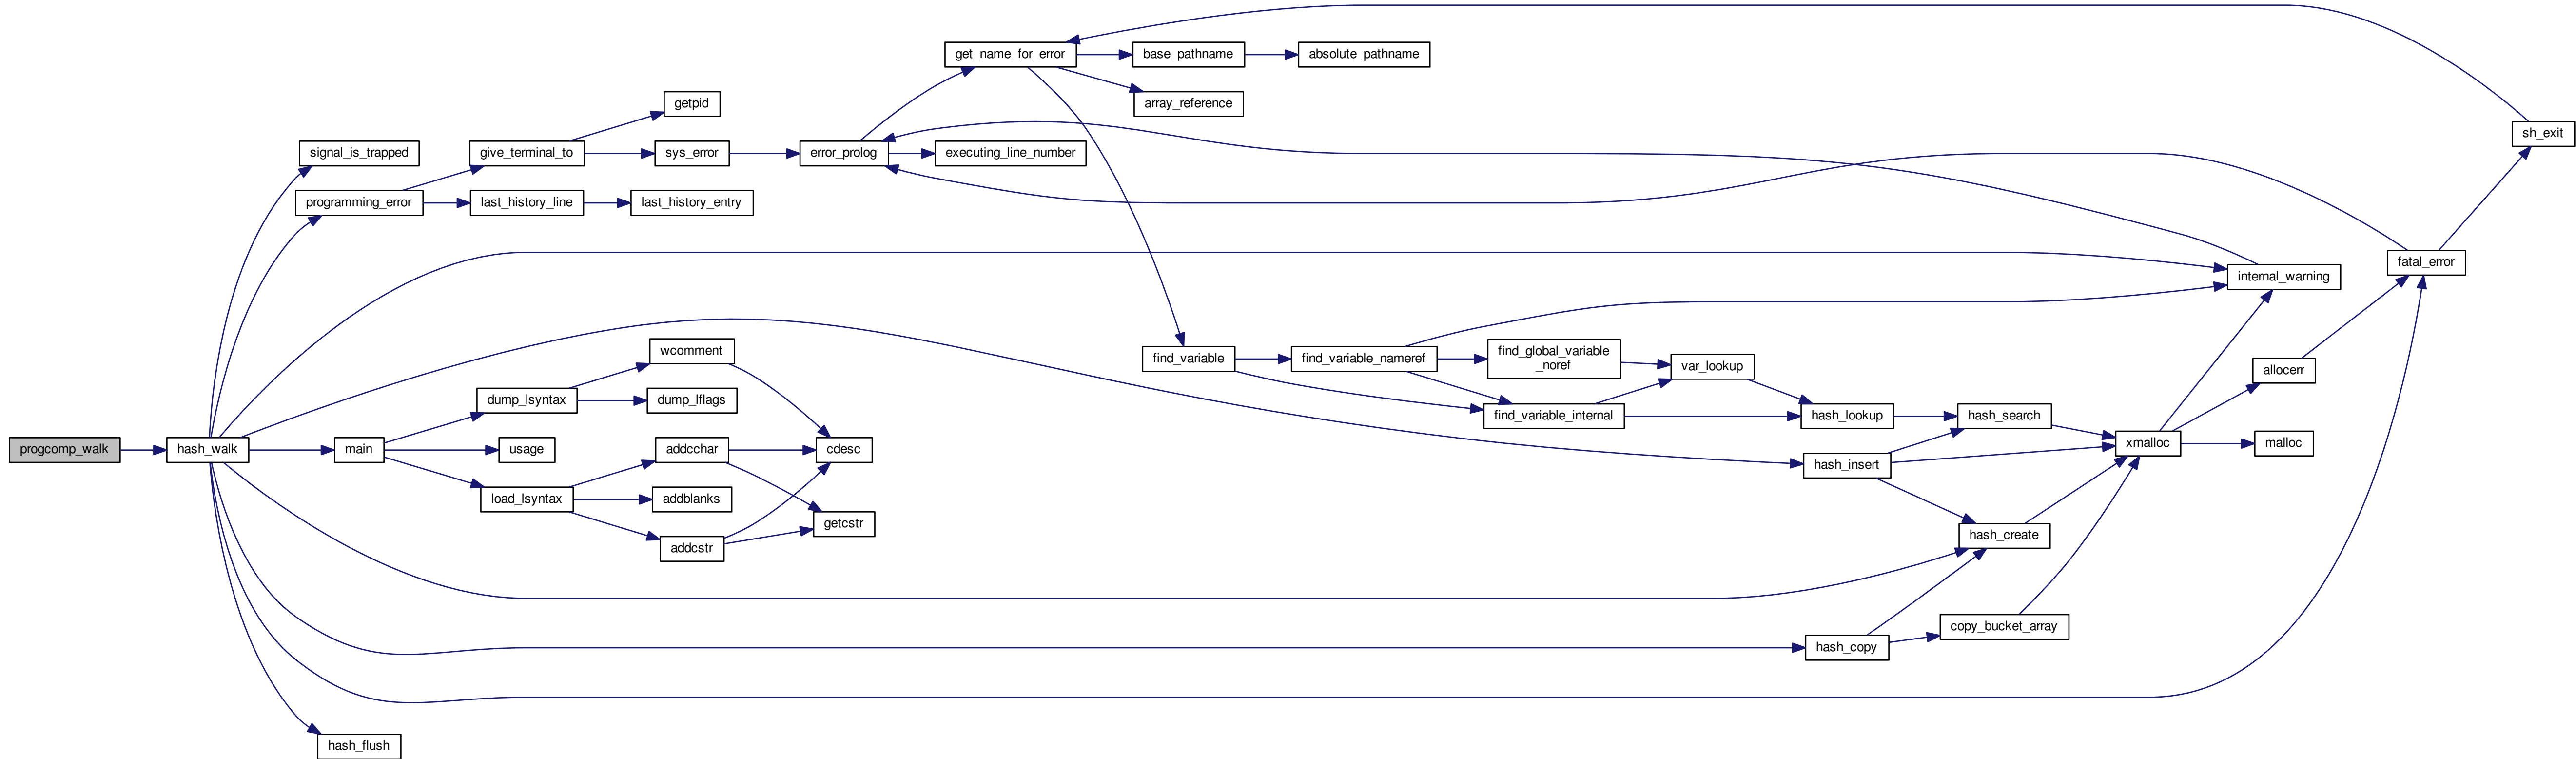 get_name_for_error
base_pathname
absolute_pathname
getpid
array_reference
sh_exit
signal_is_trapped
give_terminal_to
sys_error
error_prolog
executing_line_number
programming_error
last_history_line
last_history_entry
fatal_error
internal_warning
wcomment
find_variable
find_variable_nameref
find_global_variable
_noref
var_lookup
allocerr
dump_lsyntax
dump_lflags
find_variable_internal
hash_lookup
hash_search
progcomp_walk
hash_walk
main
usage
addcchar
cdesc
xmalloc
malloc
hash_insert
load_lsyntax
addblanks
getcstr
hash_create
addcstr
copy_bucket_array
hash_copy
hash_flush